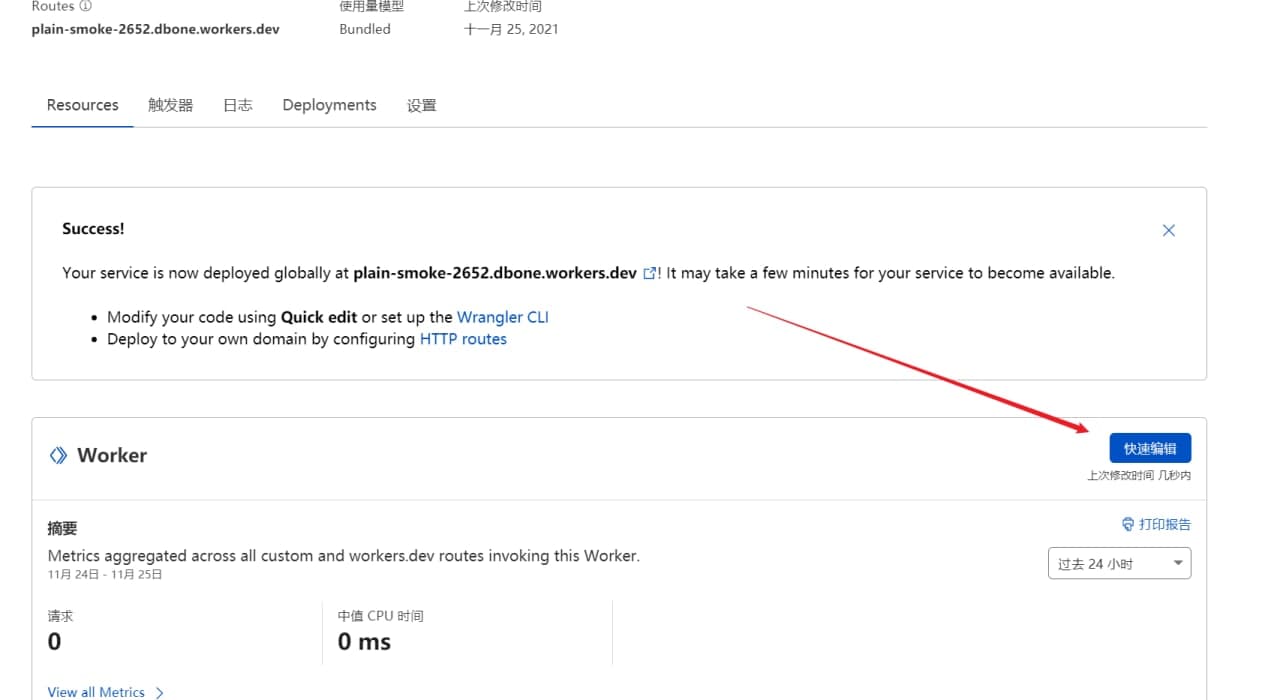 Routes ⓘ 使用量模型 上次修改时间
plain-smoke-2652.dbone.workers.dev Bundled 十一月 25, 2021
Resources 触发器 日志 Deployments 设置
Success!
Your service is now deployed globally at plain-smoke-2652.dbone.workers.dev ! It may take a few minutes for your service to become available.
• Modify your code using Quick edit or set up the Wrangler CLI
• Deploy to your own domain by configuring HTTP routes
Worker 快速编辑
上次修改时间 几秒内
摘要 打印报告
Metrics aggregated across all custom and workers.dev routes invoking this Worker.
11月 24日 - 11月 25日 过去 24 小时
请求 中值 CPU 时间
0 0 ms
View all Metrics